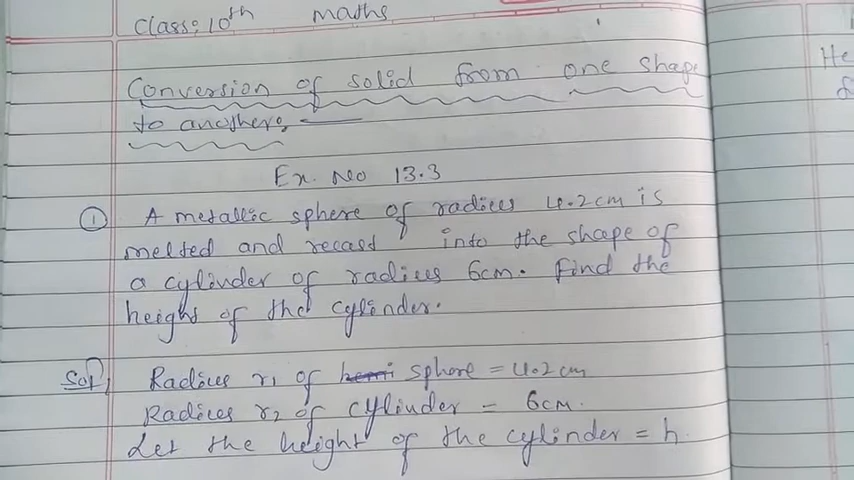 Class: 10th maths
Conversion of solid from one shape
to another.
Ex. No 13.3
① A metallic sphere of radius 4.2cm is
melted and recast into the shape of
a cylinder of radius 6cm. Find the
height of the cylinder.
Sol, Radius r₁ of hemi sphere = 4.2cm
Radius r₂ of cylinder = 6cm.
Let the height of the cylinder = h.
He